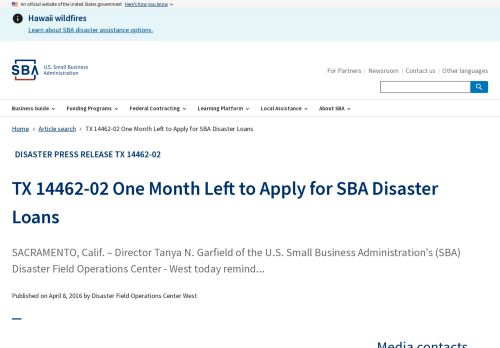 An official website of the United States government Here's how you know
Hawaii wildfires
Learn about SBA disaster assistance options.
SBA U.S. Small Business
Administration
For Partners Newsroom Contact us Other languages
Business Guide Funding Programs Federal Contracting Learning Platform Local Assistance About SBA
Home Article search TX 14462-02 One Month Left to Apply for SBA Disaster Loans
DISASTER PRESS RELEASE TX 14462-02
TX 14462-02 One Month Left to Apply for SBA Disaster
Loans
SACRAMENTO, Calif. – Director Tanya N. Garfield of the U.S. Small Business Administration's (SBA)
Disaster Field Operations Center - West today remind...
Published on April 8, 2016 by Disaster Field Operations Center West
Media contacts